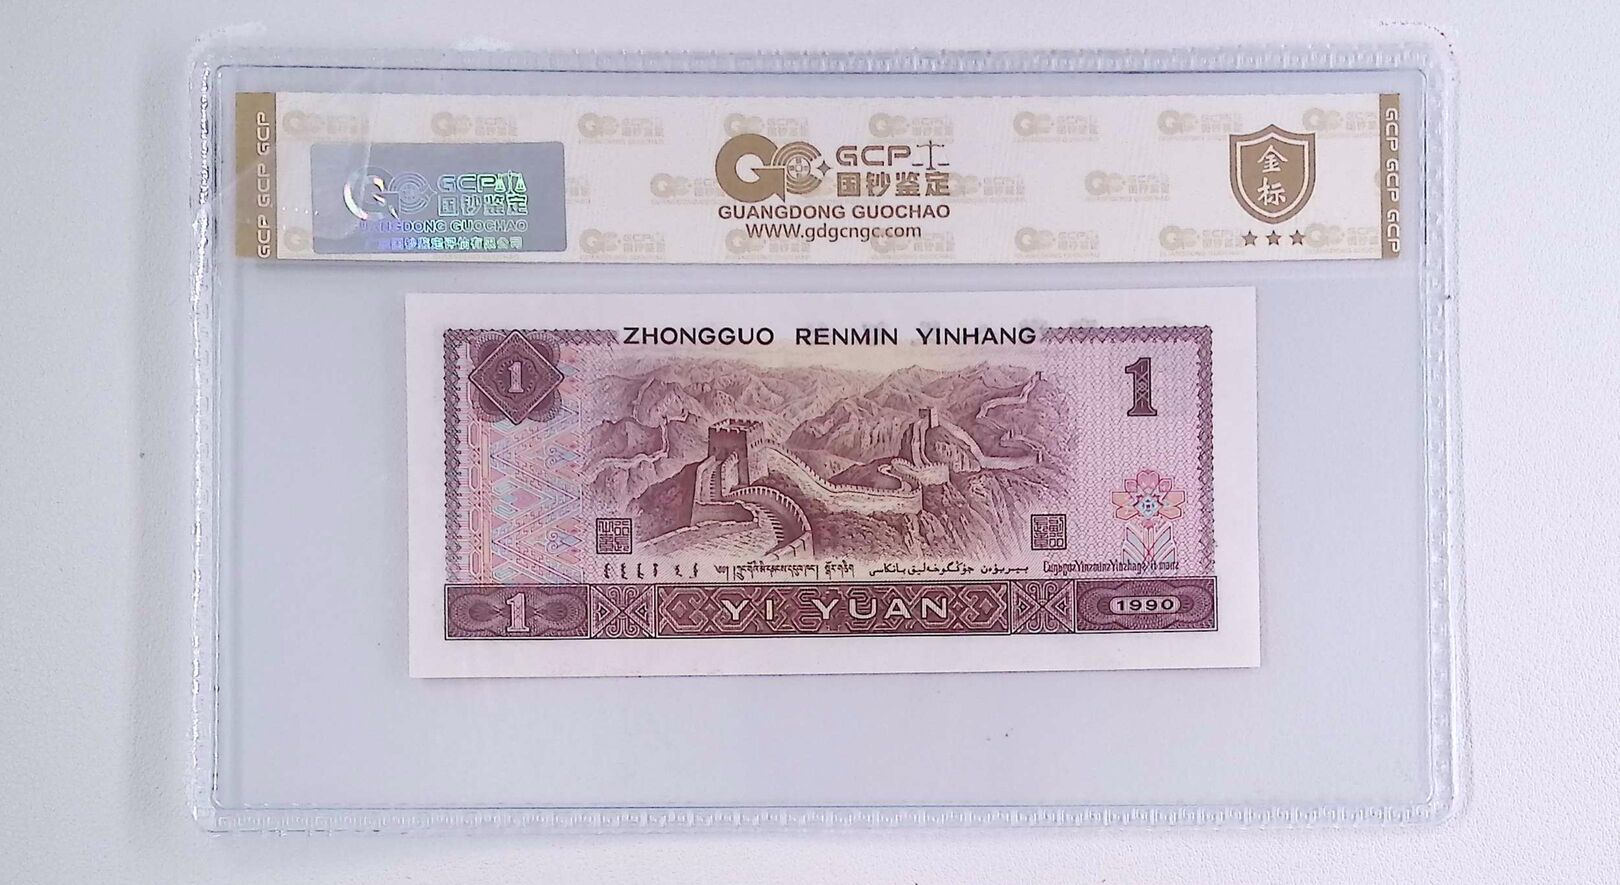 GCP GCP GCP
GCP 国钞鉴定
GUANGDONG GUOCHAO
GCP
国钞鉴定
GUANGDONG GUOCHAO
WWW.gdgcngc.com
金标
GCP GCP GCP
ZHONGGUO RENMIN YINHANG
1
1
1
YI YUAN
1990